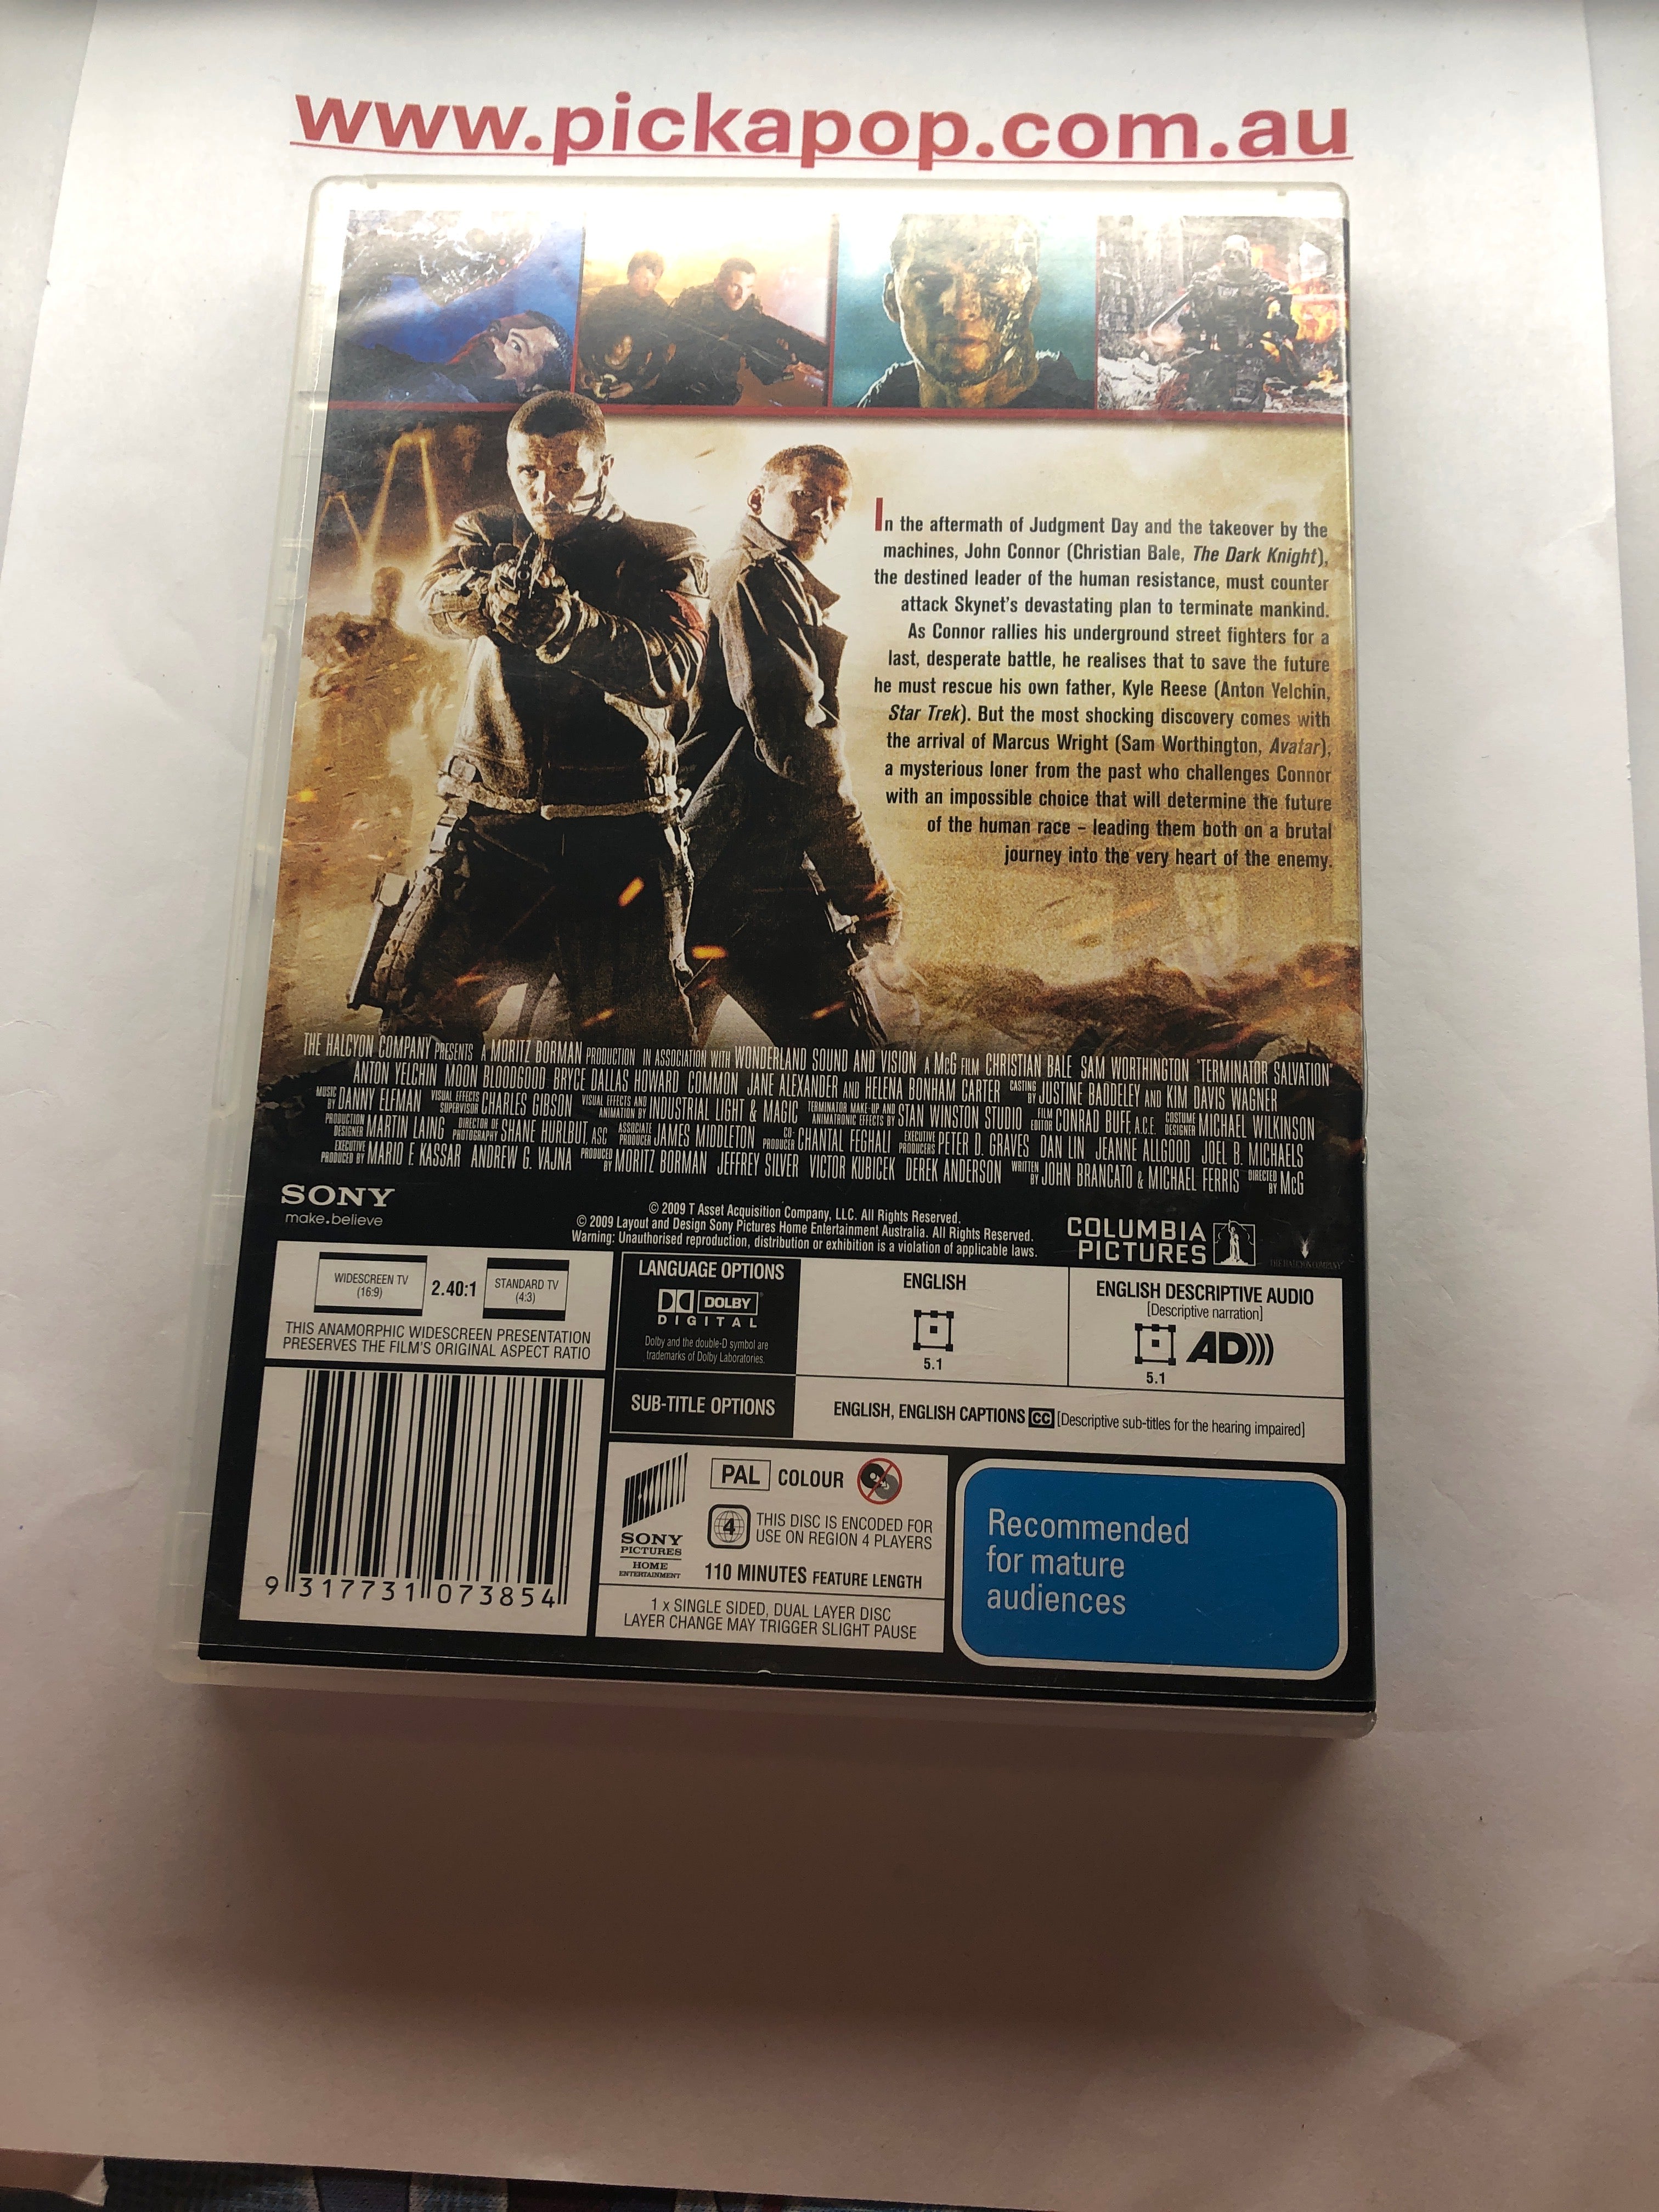 www.pickapop.com.au
In the aftermath of Judgment Day and the takeover by the
machines, John Connor (Christian Bale, The Dark Knight),
the destined leader of the human resistance, must counter
attack Skynet's devastating plan to terminate mankind.
As Connor rallies his underground street fighters for a
last, desperate battle, he realises that to save the future
he must rescue his own father, Kyle Reese (Anton Yelchin,
Star Trek). But the most shocking discovery comes with
the arrival of Marcus Wright (Sam Worthington, Avatar),
a mysterious loner from the past who challenges Connor
with an impossible choice that will determine the future
of the human race – leading them both on a brutal
journey into the very heart of the enemy.
THE HALCYON COMPANY PRESENTS A MORITZ BORMAN PRODUCTION IN ASSOCIATION WITH WONDERLAND SOUND AND VISION A McG FILM CHRISTIAN BALE SAM WORTHINGTON "TERMINATOR SALVATION"
ANTON YELCHIN MOON BLOODGOOD BRYCE DALLAS HOWARD COMMON JANE ALEXANDER AND HELENA BONHAM CARTER CASTING BY JUSTINE BADDELEY AND KIM DAVIS WAGNER
MUSIC BY DANNY ELFMAN VISUAL EFFECTS SUPERVISOR CHARLES GIBSON VISUAL EFFECTS AND ANIMATION BY INDUSTRIAL LIGHT & MAGIC TERMINATOR MAKE-UP AND ANIMATRONIC EFFECTS BY STAN WINSTON STUDIO FILM EDITOR CONRAD BUFF, A.C.E. COSTUME DESIGNER MICHAEL WILKINSON
PRODUCTION DESIGNER MARTIN LAING DIRECTOR OF PHOTOGRAPHY SHANE HURLBUT, ASC ASSOCIATE PRODUCER JAMES MIDDLETON CO-PRODUCER CHANTAL FEGHALI EXECUTIVE PRODUCERS PETER D. GRAVES DAN LIN JEANNE ALLGOOD JOEL B. MICHAELS
EXECUTIVE PRODUCED BY MARIO F. KASSAR ANDREW G. VAJNA PRODUCED BY MORITZ BORMAN JEFFREY SILVER VICTOR KUBICEK DEREK ANDERSON WRITTEN BY JOHN BRANCATO & MICHAEL FERRIS DIRECTED BY McG
SONY
make.believe
© 2009 T Asset Acquisition Company, LLC. All Rights Reserved.
© 2009 Layout and Design Sony Pictures Home Entertainment Australia. All Rights Reserved.
Warning: Unauthorised reproduction, distribution or exhibition is a violation of applicable laws.
COLUMBIA
PICTURES
THE HALCYON COMPANY
WIDESCREEN TV
(16:9)
2.40:1
STANDARD TV
(4:3)
THIS ANAMORPHIC WIDESCREEN PRESENTATION
PRESERVES THE FILM'S ORIGINAL ASPECT RATIO
LANGUAGE OPTIONS
DOLBY
DIGITAL
Dolby and the double-D symbol are
trademarks of Dolby Laboratories.
ENGLISH
5.1
ENGLISH DESCRIPTIVE AUDIO
[Descriptive narration]
AD)))
5.1
SUB-TITLE OPTIONS
ENGLISH, ENGLISH CAPTIONS CC [Descriptive sub-titles for the hearing impaired]
9 317731 073854
SONY
PICTURES
HOME
ENTERTAINMENT
PAL COLOUR
4
THIS DISC IS ENCODED FOR
USE ON REGION 4 PLAYERS
110 MINUTES FEATURE LENGTH
1 x SINGLE SIDED, DUAL LAYER DISC
LAYER CHANGE MAY TRIGGER SLIGHT PAUSE
Recommended
for mature
audiences